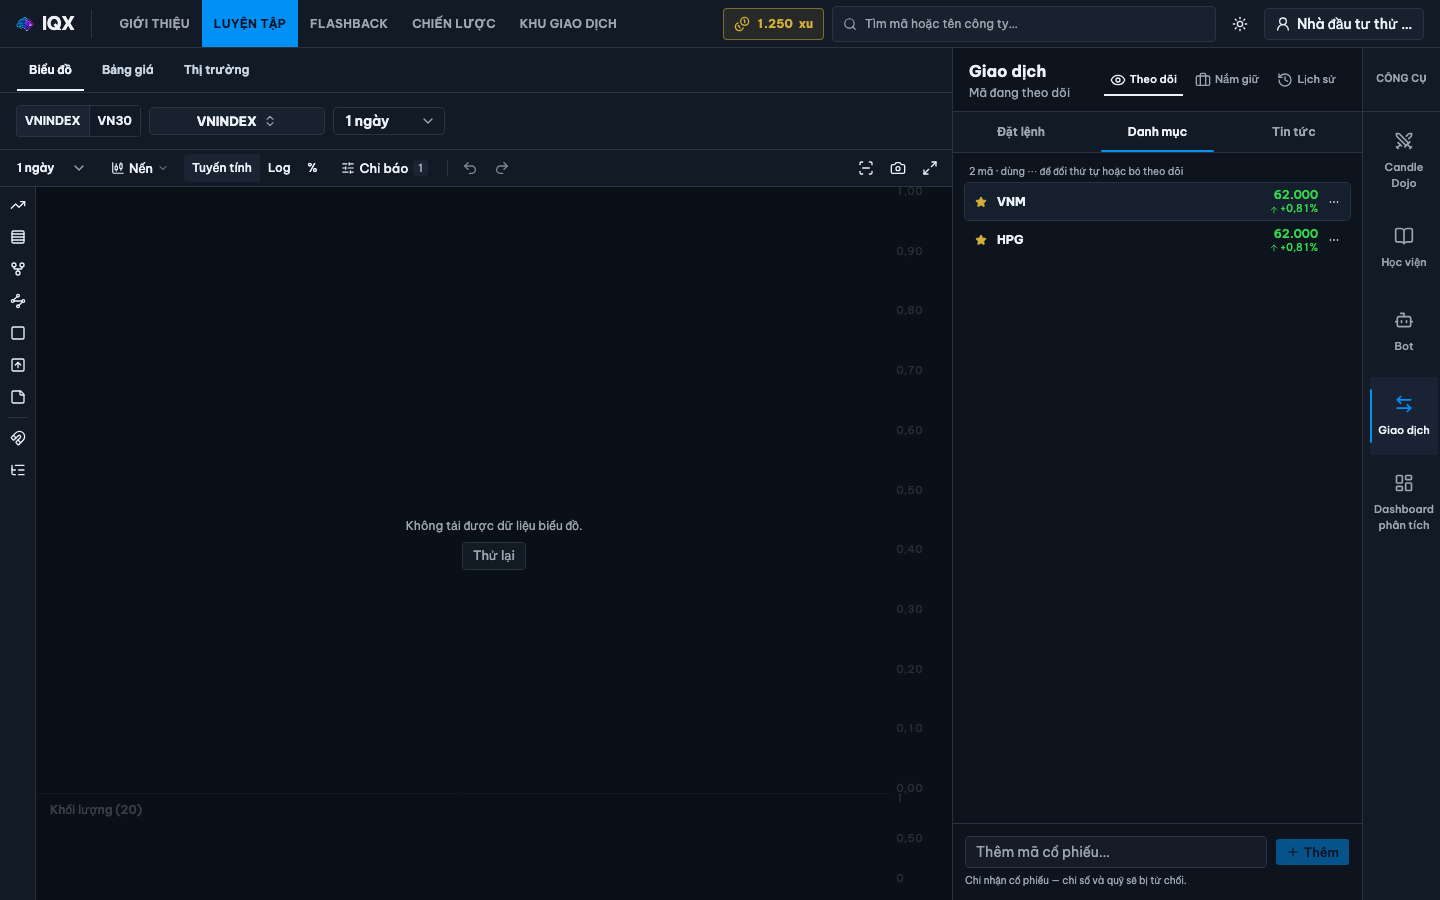 IQX
GIỚI THIỆU
LUYỆN TẬP
FLASHBACK
CHIẾN LƯỢC
KHU GIAO DỊCH
1.250 xu
Tìm mã hoặc tên công ty...
Nhà đầu tư thử ...
Biểu đồ
Bảng giá
Thị trường
VNINDEX
VN30
VNINDEX
1 ngày
1 ngày
Nến
Tuyến tính
Log
%
Chỉ báo
1
1,00
0,90
0,80
0,70
0,60
0,50
0,40
0,30
0,20
0,10
0,00
1
0,50
0
Không tải được dữ liệu biểu đồ.
Thử lại
Khối lượng (20)
Giao dịch
Mã đang theo dõi
Theo dõi
Nắm giữ
Lịch sử
Đặt lệnh
Danh mục
Tin tức
2 mã · dùng ··· để đổi thứ tự hoặc bỏ theo dõi
VNM
62.000
+0,81%
HPG
62.000
+0,81%
Thêm mã cổ phiếu...
Thêm
Chỉ nhận cổ phiếu — chỉ số và quỹ sẽ bị từ chối.
CÔNG CỤ
Candle
Dojo
Học viện
Bot
Giao dịch
Dashboard
phân tích